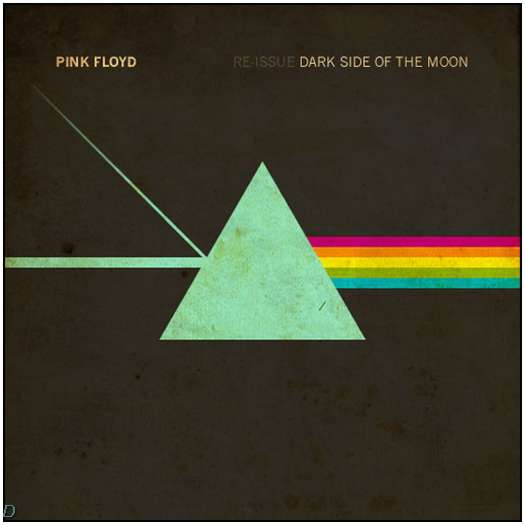 PINK FLOYD RE-ISSUE DARK SIDE OF THE MOON
D